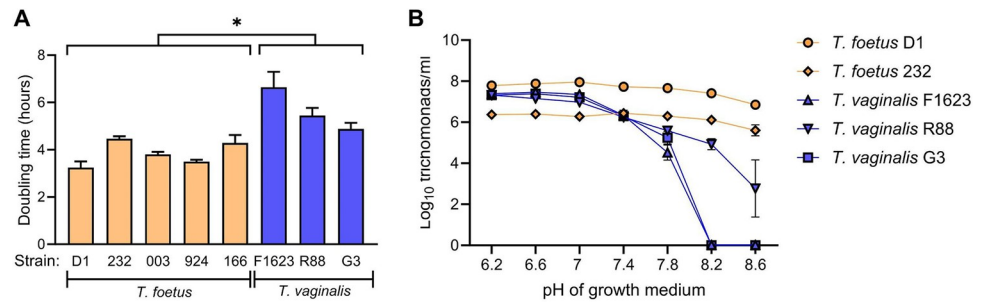 A
*
Doubling time (hours)
8
6
4
2
0
Strain: D1 232 003 924 166 F1623 R88 G3
T. foetus T. vaginalis
B
Log10 trichomonads/ml
10
8
6
4
2
0
6.2 6.6 7 7.4 7.8 8.2 8.6
pH of growth medium
T. foetus D1
T. foetus 232
T. vaginalis F1623
T. vaginalis R88
T. vaginalis G3